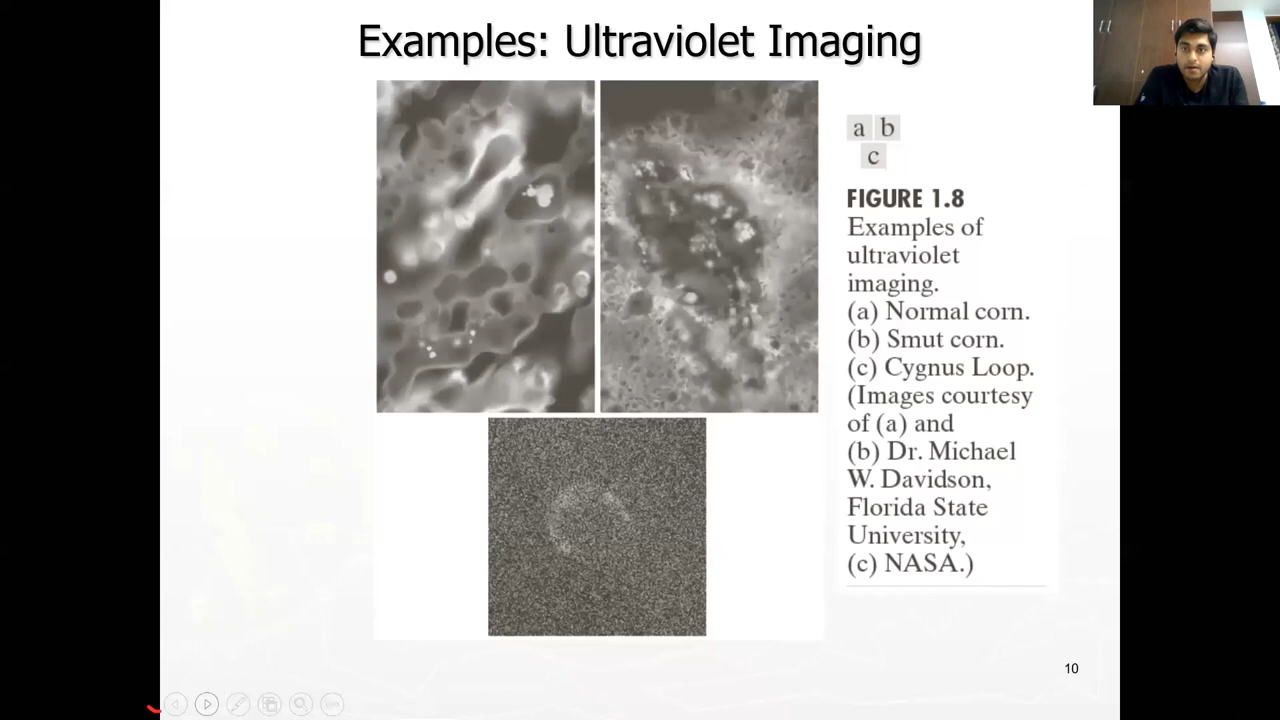 Examples: Ultraviolet Imaging
a b
c
FIGURE 1.8
Examples of
ultraviolet
imaging.
(a) Normal corn.
(b) Smut corn.
(c) Cygnus Loop.
(Images courtesy
of (a) and
(b) Dr. Michael
W. Davidson,
Florida State
University,
(c) NASA.)
10